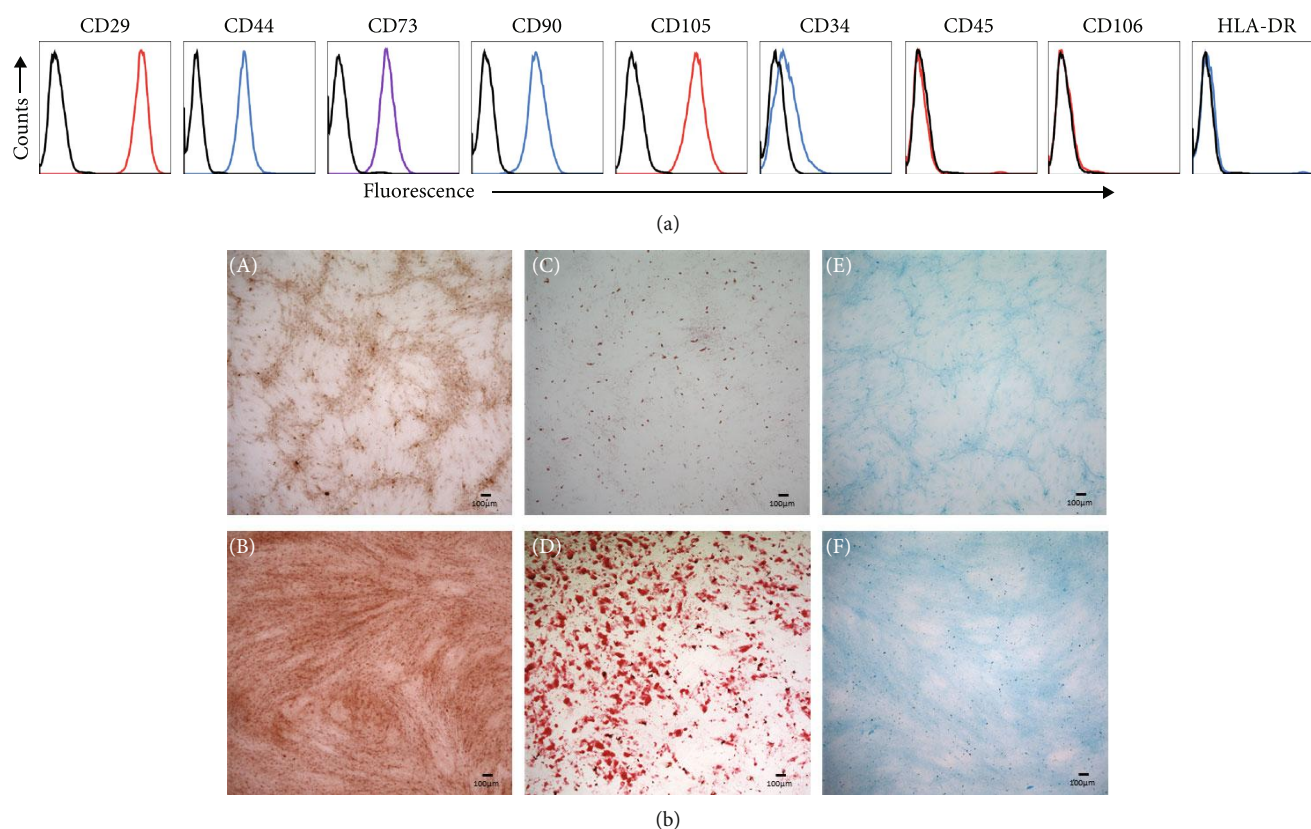 CD29 CD44 CD73 CD90 CD105 CD34 CD45 CD106 HLA-DR
Counts
Fluorescence
(a)
(A) (C) (E)
100μm 100μm 100μm
(B) (D) (F)
100μm 100μm 100μm
(b)